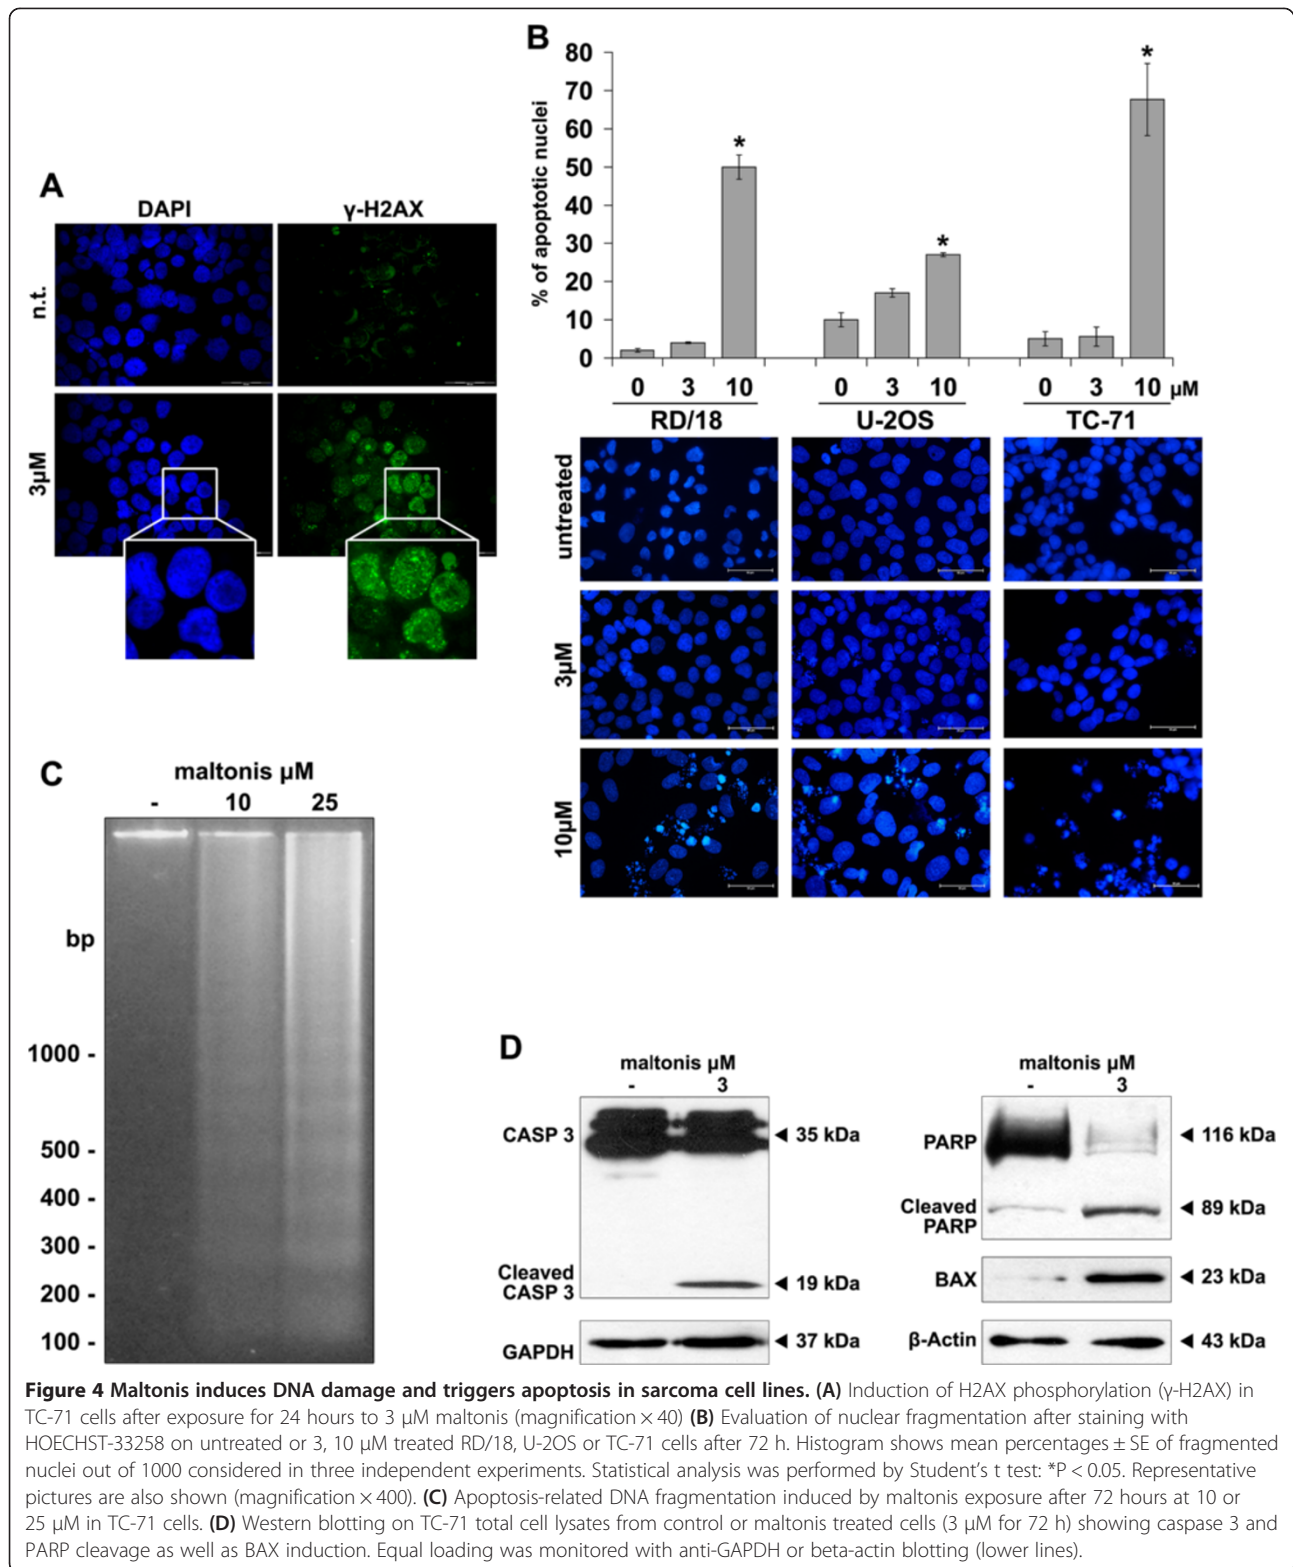 A
DAPI γ-H2AX
n.t.
3µM
B
% of apoptotic nuclei
80
70
60
50
40
30
20
10
0
* * *
0 3 10 0 3 10 0 3 10 µM
RD/18 U-2OS TC-71
untreated
3µM
10µM
C
maltonis µM
- 10 25
bp
1000 -
500 -
400 -
300 -
200 -
100 -
D
maltonis µM
- 3
CASP 3 35 kDa
Cleaved
CASP 3 19 kDa
GAPDH 37 kDa
maltonis µM
- 3
PARP 116 kDa
Cleaved
PARP 89 kDa
BAX 23 kDa
β-Actin 43 kDa
Figure 4 Maltonis induces DNA damage and triggers apoptosis in sarcoma cell lines. (A) Induction of H2AX phosphorylation (γ-H2AX) in
TC-71 cells after exposure for 24 hours to 3 µM maltonis (magnification × 40) (B) Evaluation of nuclear fragmentation after staining with
HOECHST-33258 on untreated or 3, 10 µM treated RD/18, U-2OS or TC-71 cells after 72 h. Histogram shows mean percentages ± SE of fragmented
nuclei out of 1000 considered in three independent experiments. Statistical analysis was performed by Student's t test: *P < 0.05. Representative
pictures are also shown (magnification × 400). (C) Apoptosis-related DNA fragmentation induced by maltonis exposure after 72 hours at 10 or
25 µM in TC-71 cells. (D) Western blotting on TC-71 total cell lysates from control or maltonis treated cells (3 µM for 72 h) showing caspase 3 and
PARP cleavage as well as BAX induction. Equal loading was monitored with anti-GAPDH or beta-actin blotting (lower lines).